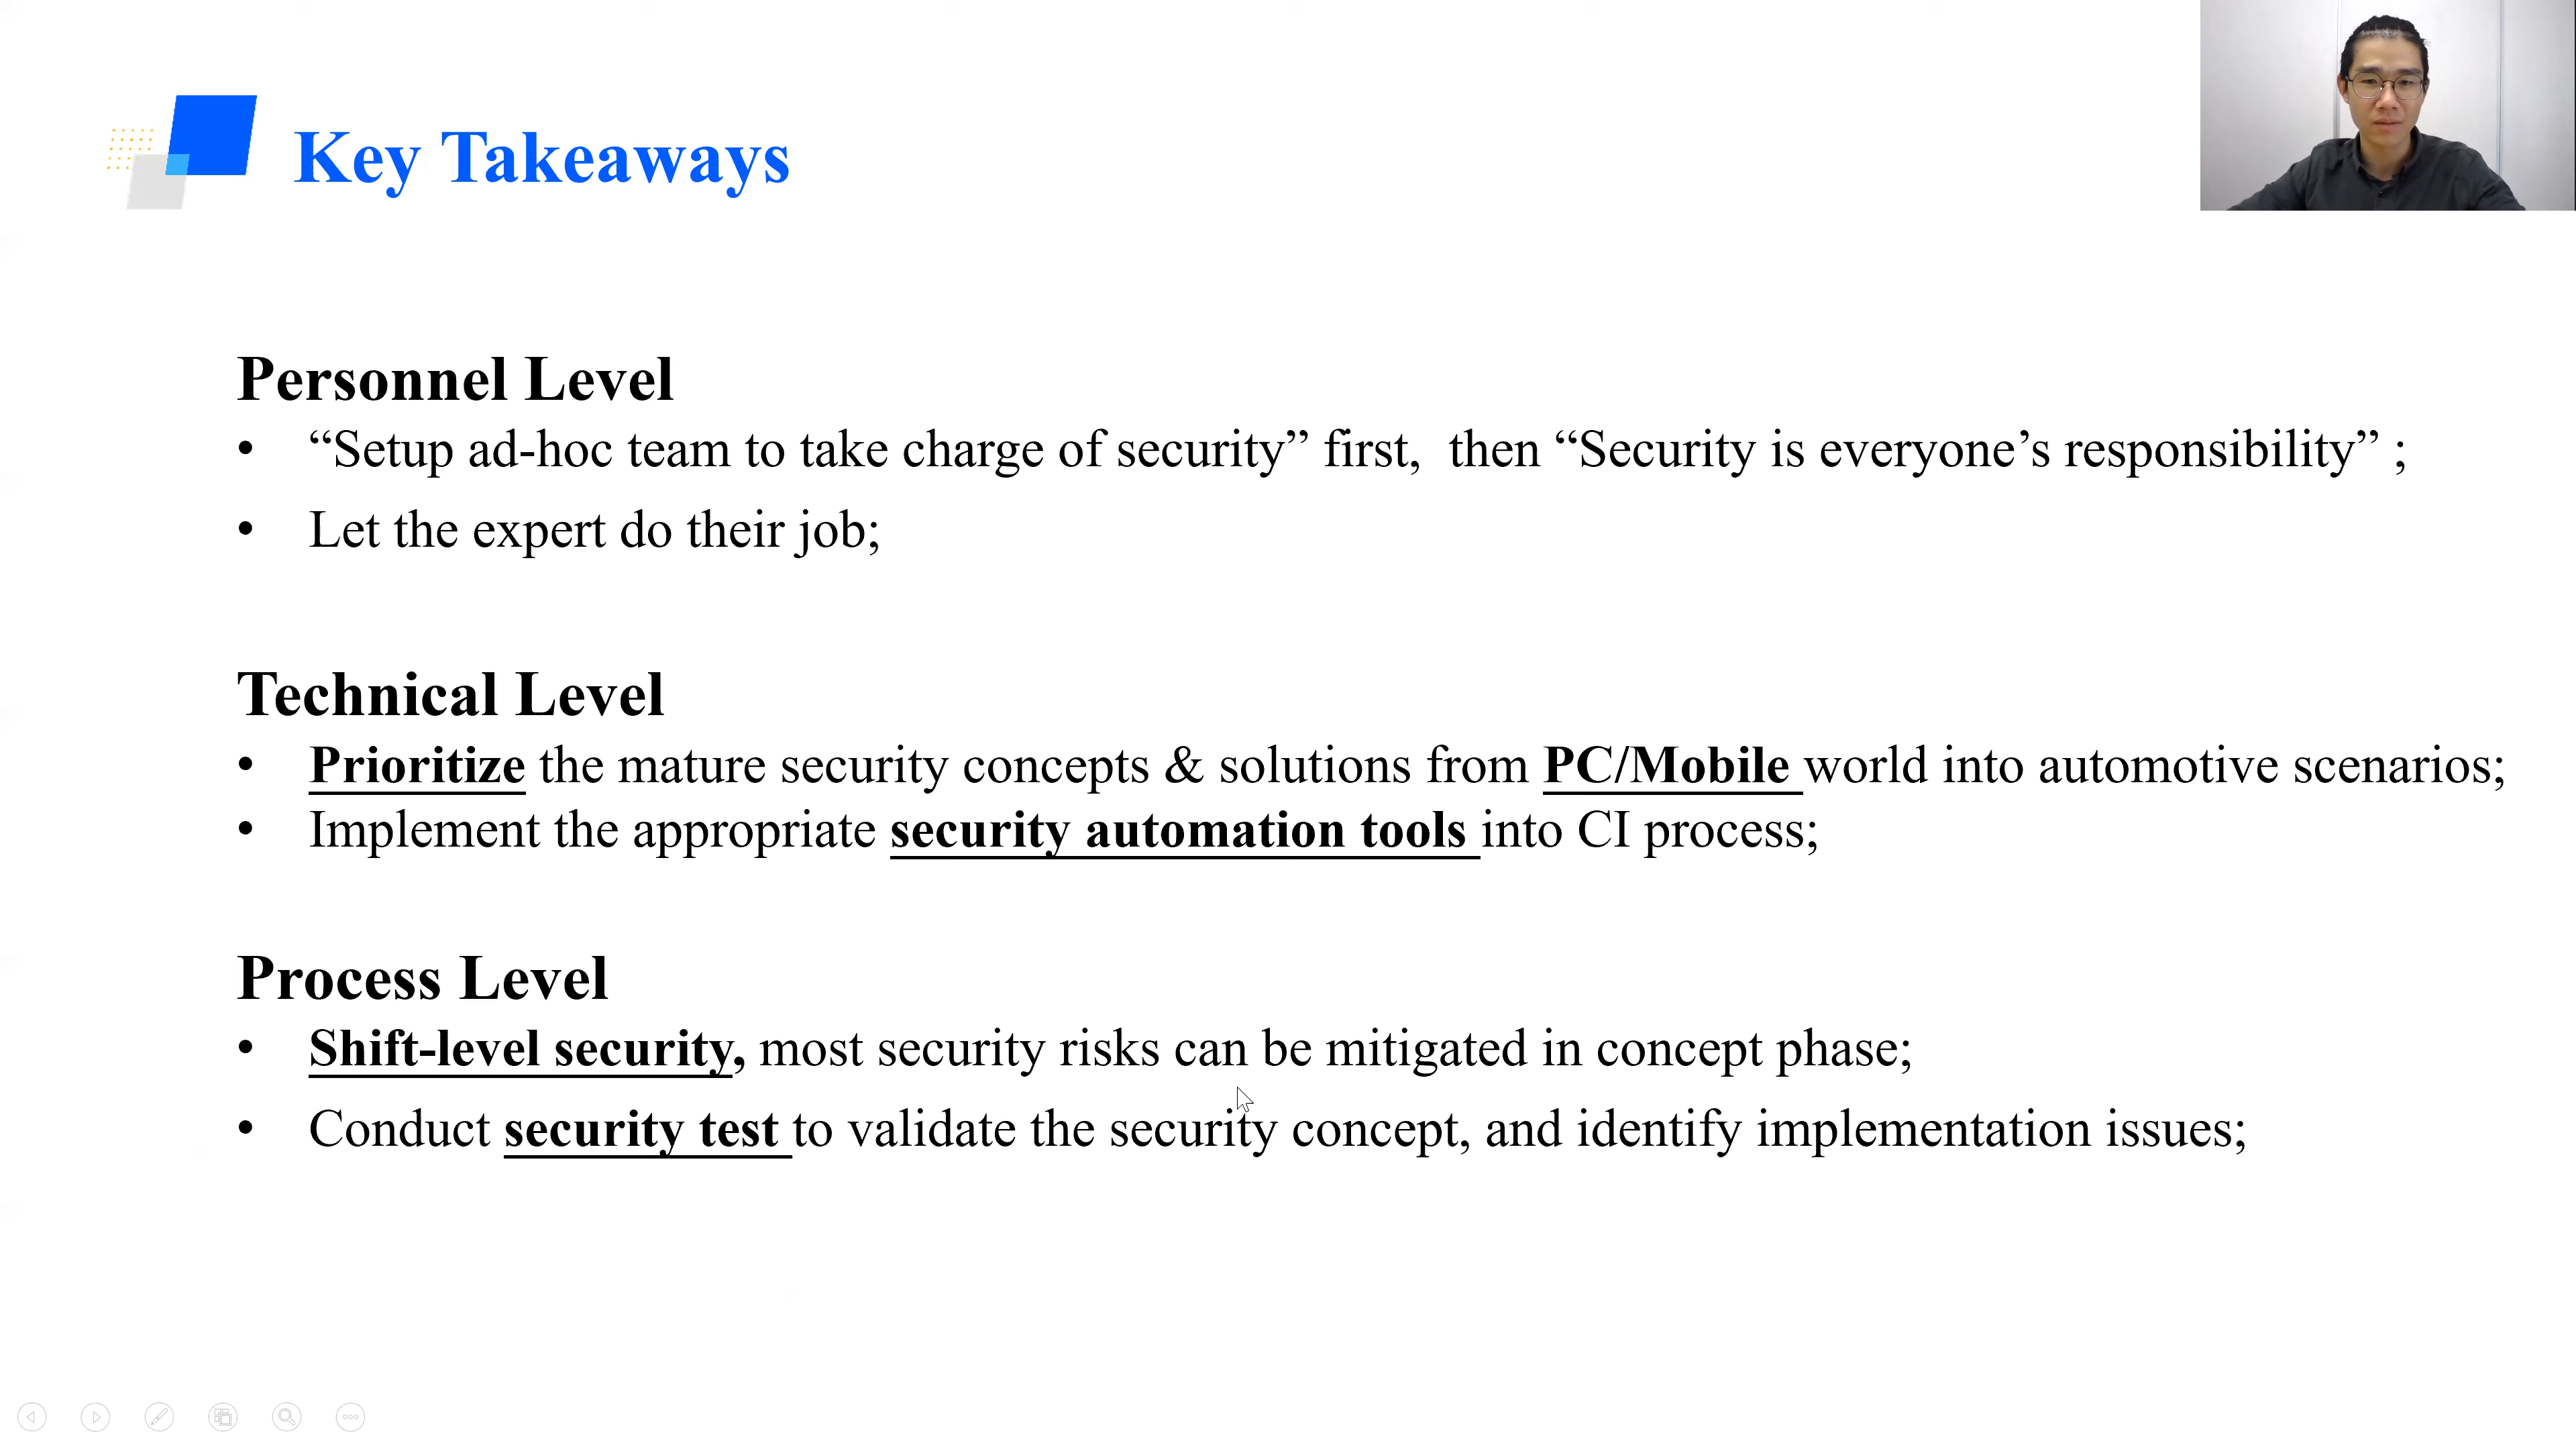 Key Takeaways
Personnel Level
• “Setup ad-hoc team to take charge of security” first,  then “Security is everyone’s responsibility” ;
• Let the expert do their job;
Technical Level
• Prioritize the mature security concepts & solutions from PC/Mobile world into automotive scenarios;
• Implement the appropriate security automation tools into CI process;
Process Level
• Shift-level security, most security risks can be mitigated in concept phase;
• Conduct security test to validate the security concept, and identify implementation issues;